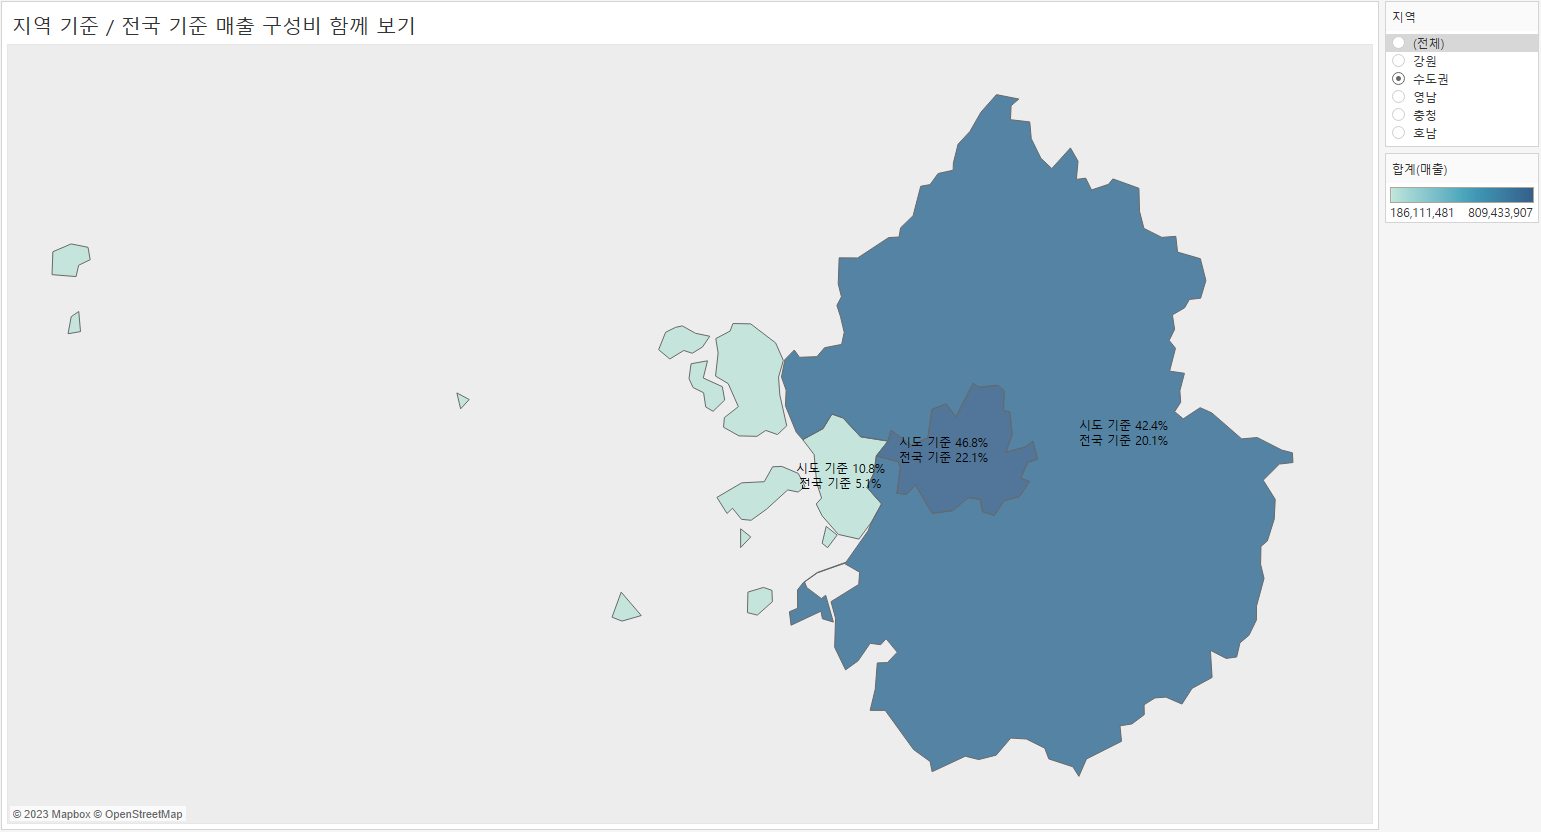 지역 기준 / 전국 기준 매출 구성비 함께 보기
시도 기준 42.4%
전국 기준 20.1%
시도 기준 46.8%
전국 기준 22.1%
시도 기준 10.8%
전국 기준 5.1%
© 2023 Mapbox © OpenStreetMap
지역
(전체)
강원
수도권
영남
충청
호남
합계(매출)
186,111,481 809,433,907